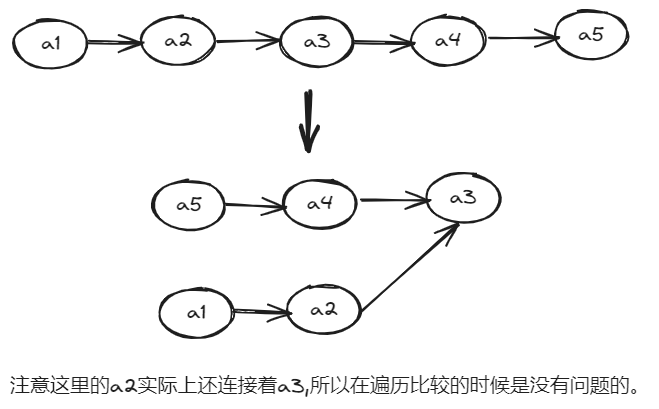 a1 a2 a3 a4 a5
a5 a4 a3
a1 a2
注意这里的a2实际上还连接着a3,所以在遍历比较的时候是没有问题的。